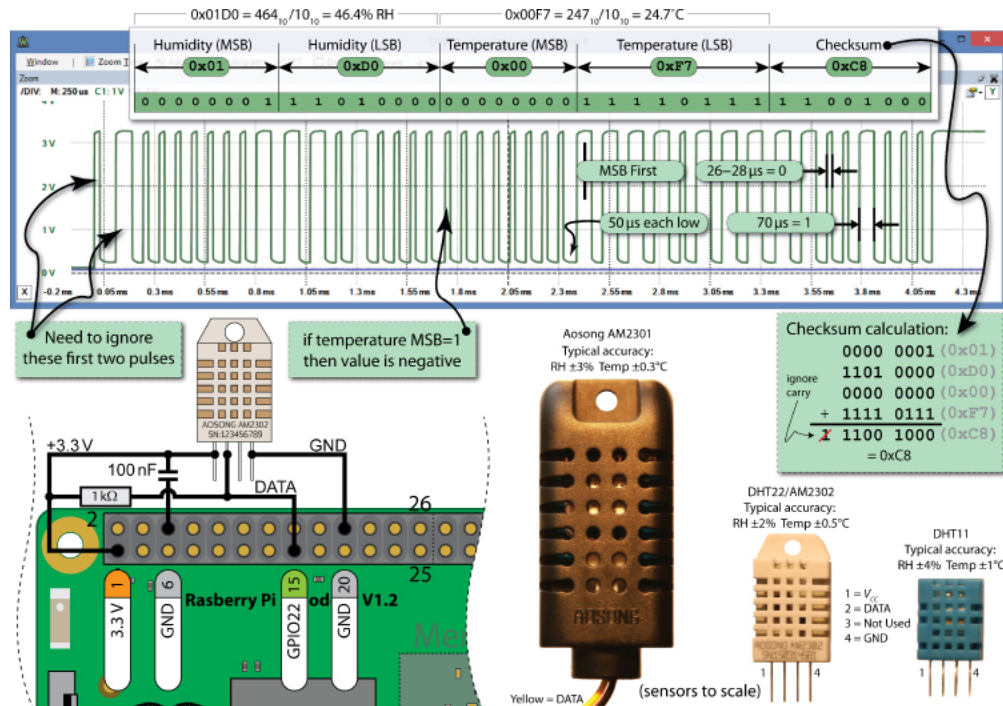 0x01D0 = 464₁₀/10₁₀ = 46.4% RH
0x00F7 = 247₁₀/10₁₀ = 24.7°C
Humidity (MSB) Humidity (LSB) Temperature (MSB) Temperature (LSB) Checksum
0x01 0xD0 0x00 0xF7 0xC8
0 0 0 0 0 0 0 1 1 1 0 1 0 0 0 0 0 0 0 0 0 0 0 0 1 1 1 1 0 1 1 1 1 1 0 0 1 0 0 0
Window
Zoom
Zoom
/DIV: M: 250 us C1: 1 V
Y
3 V
2 V
1 V
0 V
MSB First
26–28 µs = 0
50 µs each low
70 µs = 1
X -0.2 ms 0.05 ms 0.3 ms 0.55 ms 0.8 ms 1.05 ms 1.3 ms 1.55 ms 1.8 ms 2.05 ms 2.3 ms 2.55 ms 2.8 ms 3.05 ms 3.3 ms 3.55 ms 3.8 ms 4.05 ms 4.3 ms
Need to ignore
these first two pulses
if temperature MSB=1
then value is negative
AOSONG AM2302
SN:123456789
+3.3 V
GND
100 nF
DATA
1 kΩ
2
26
25
1
3.3 V
6
GND
15
GPIO22
20
GND
Rasberry Pi
V1.2
Aosong AM2301
Typical accuracy:
RH ±3% Temp ±0.3°C
AOSONG
Yellow = DATA
(sensors to scale)
Checksum calculation:
0000 0001 (0x01)
1101 0000 (0xD0)
0000 0000 (0x00)
+ 1111 0111 (0xF7)
1 1100 1000 (0xC8)
= 0xC8
ignore
carry
DHT22/AM2302
Typical accuracy:
RH ±2% Temp ±0.5°C
AOSONG AM2302
1 4
1 = VCC
2 = DATA
3 = Not Used
4 = GND
DHT11
Typical accuracy:
RH ±4% Temp ±1°C
1 4